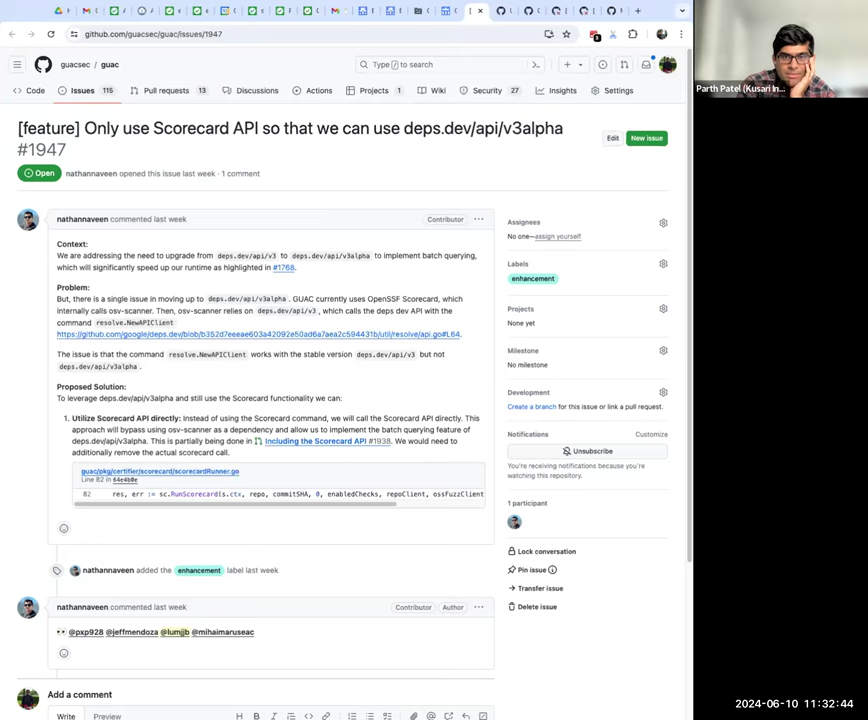 github.com/guacsec/guac/issues/1947
guacsec / guac
Type / to search
Code
Issues 115
Pull requests 13
Discussions
Actions
Projects 1
Wiki
Security 27
Insights
Settings
[feature] Only use Scorecard API so that we can use deps.dev/api/v3alpha
#1947
Edit
New issue
Open
nathannaveen opened this issue last week · 1 comment
nathannaveen commented last week
Contributor
Context:
We are addressing the need to upgrade from deps.dev/api/v3 to deps.dev/api/v3alpha to implement batch querying,
which will significantly speed up our runtime as highlighted in #1768.
Problem:
But, there is a single issue in moving up to deps.dev/api/v3alpha. GUAC currently uses OpenSSF Scorecard, which
internally calls osv-scanner. Then, osv-scanner relies on deps.dev/api/v3, which calls the deps dev API with the
command resolve.NewAPIClient
https://github.com/google/deps.dev/blob/b352d7eeeae603a42092e50ad6a7aea2c594431b/util/resolve/api.go#L64.
The issue is that the command resolve.NewAPIClient works with the stable version deps.dev/api/v3 but not
deps.dev/api/v3alpha.
Proposed Solution:
To leverage deps.dev/api/v3alpha and still use the Scorecard functionality we can:
1. Utilize Scorecard API directly: Instead of using the Scorecard command, we will call the Scorecard API directly. This
approach will bypass using osv-scanner as a dependency and allow us to implement the batch querying feature of
deps.dev/api/v3alpha. This is partially being done in Including the Scorecard API #1938. We would need to
additionally remove the actual scorecard call.
guac/pkg/certifier/scorecard/scorecardRunner.go
Line 82 in 64e4b0e
82 res, err := sc.RunScorecard(s.ctx, repo, commitSHA, 0, enabledChecks, repoClient, ossFuzzClient
nathannaveen added the enhancement label last week
nathannaveen commented last week
Contributor
Author
👀 @pxp928 @jeffmendoza @lumjjb @mihaimaruseac
Add a comment
Write
Preview
Assignees
No one—assign yourself
Labels
enhancement
Projects
None yet
Milestone
No milestone
Development
Create a branch for this issue or link a pull request.
Notifications
Customize
Unsubscribe
You're receiving notifications because you're
watching this repository.
1 participant
Lock conversation
Pin issue
Transfer issue
Delete issue
Parth Patel (Kusari In...
2024-06-10 11:32:44